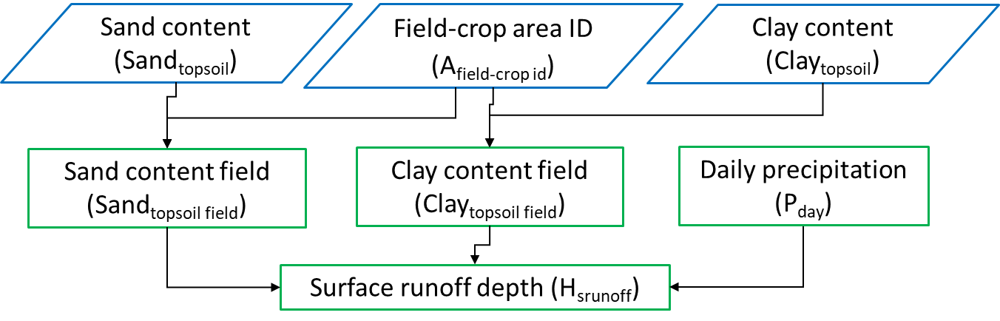 Sand content
(Sandtopsoil)
Field-crop area ID
(Afield-crop id)
Clay content
(Claytopsoil)
Sand content field
(Sandtopsoil field)
Clay content field
(Claytopsoil field)
Daily precipitation
(Pday)
Surface runoff depth (Hsrunoff)